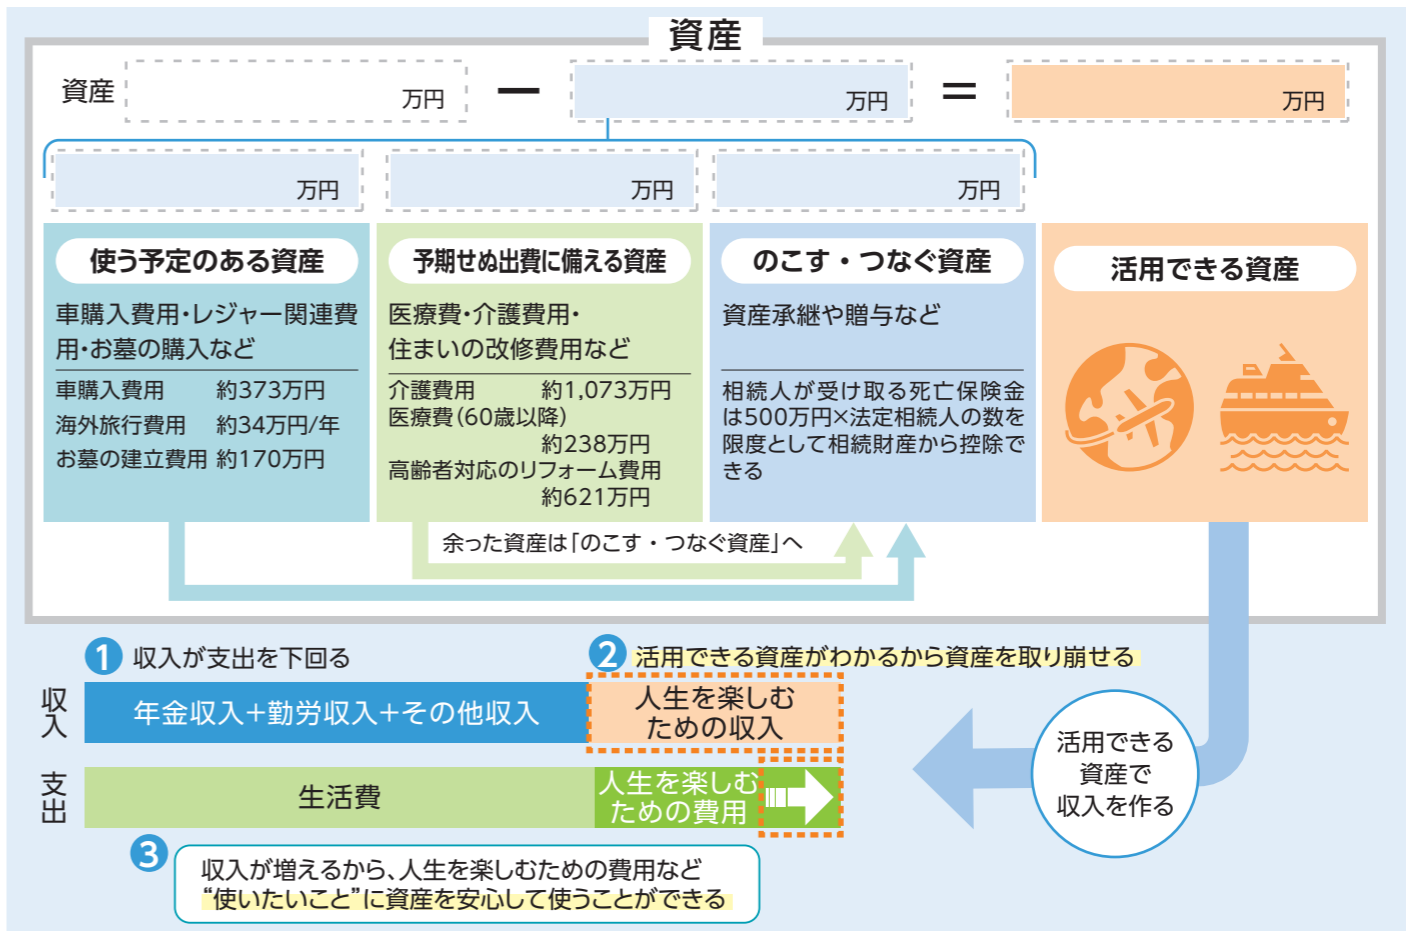 資産
資産 万円 － 万円 ＝ 万円
万円 万円 万円
使う予定のある資産
車購入費用・レジャー関連費
用・お墓の購入など
車購入費用 約373万円
海外旅行費用 約34万円/年
お墓の建立費用 約170万円
予期せぬ出費に備える資産
医療費・介護費用・
住まいの改修費用など
介護費用 約1,073万円
医療費（60歳以降）
約238万円
高齢者対応のリフォーム費用
約621万円
のこす・つなぐ資産
資産承継や贈与など
相続人が受け取る死亡保険金
は500万円×法定相続人の数を
限度として相続財産から控除で
きる
活用できる資産
余った資産は「のこす・つなぐ資産」へ
1 収入が支出を下回る
2 活用できる資産がわかるから資産を取り崩せる
収入
年金収入＋勤労収入＋その他収入
人生を楽しむ
ための収入
支出
生活費
人生を楽しむ
ための費用
活用できる
資産で
収入を作る
3
収入が増えるから、人生を楽しむための費用など
“使いたいこと”に資産を安心して使うことができる